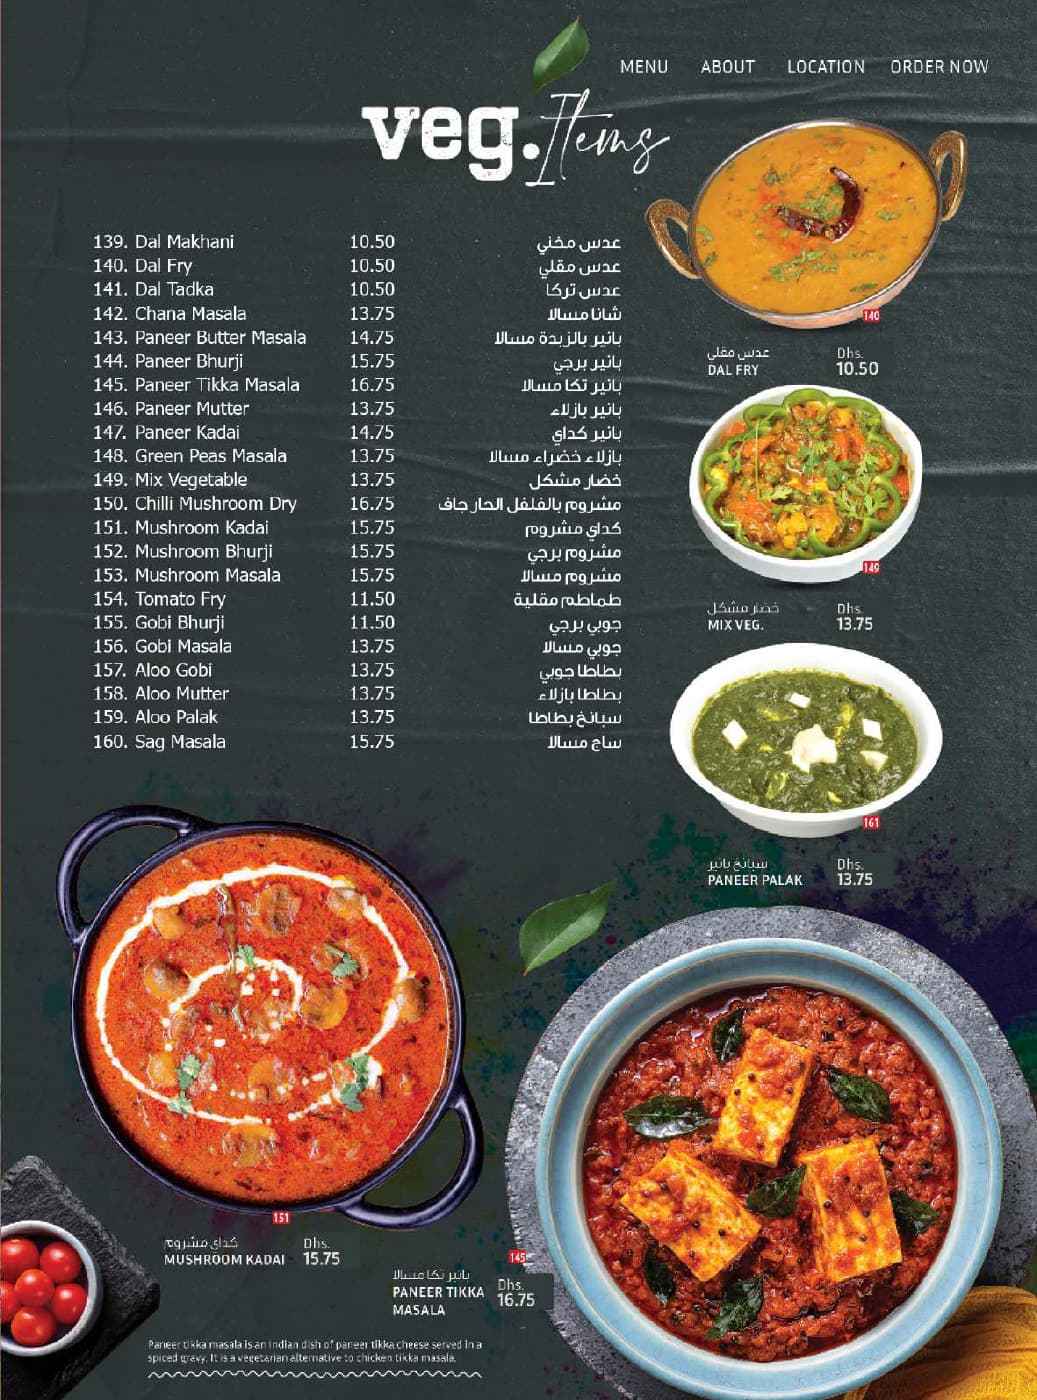 MENU ABOUT LOCATION ORDER NOW
veg. Items
139. Dal Makhani 10.50 عدس مخني
140. Dal Fry 10.50 عدس مقلي
141. Dal Tadka 10.50 عدس تركا
142. Chana Masala 13.75 شانا مسالا
143. Paneer Butter Masala 14.75 بانير بالزبدة مسالا
144. Paneer Bhurji 15.75 بانير برجي
145. Paneer Tikka Masala 16.75 بانير تكا مسالا
146. Paneer Mutter 13.75 بانير بازلاء
147. Paneer Kadai 14.75 بانير كداي
148. Green Peas Masala 13.75 بازلاء خضراء مسالا
149. Mix Vegetable 13.75 خضار مشكل
150. Chilli Mushroom Dry 16.75 مشروم بالفلفل الحار جاف
151. Mushroom Kadai 15.75 كداي مشروم
152. Mushroom Bhurji 15.75 مشروم برجي
153. Mushroom Masala 15.75 مشروم مسالا
154. Tomato Fry 11.50 طماطم مقلية
155. Gobi Bhurji 11.50 جوبي برجي
156. Gobi Masala 13.75 جوبي مسالا
157. Aloo Gobi 13.75 بطاطا جوبي
158. Aloo Mutter 13.75 بطاطا بازلاء
159. Aloo Palak 13.75 سبانخ بطاطا
160. Sag Masala 15.75 ساج مسالا
140
عدس مقلي Dhs.
DAL FRY 10.50
149
خضار مشكل Dhs.
MIX VEG. 13.75
161
سبانخ بانير Dhs.
PANEER PALAK 13.75
151
كداي مشروم Dhs.
MUSHROOM KADAI 15.75
145
بانير تكا مسالا Dhs.
PANEER TIKKA 16.75
MASALA
Paneer tikka masala is an Indian dish of paneer tikka cheese served in a
spiced gravy. It is a vegetarian alternative to chicken tikka masala.